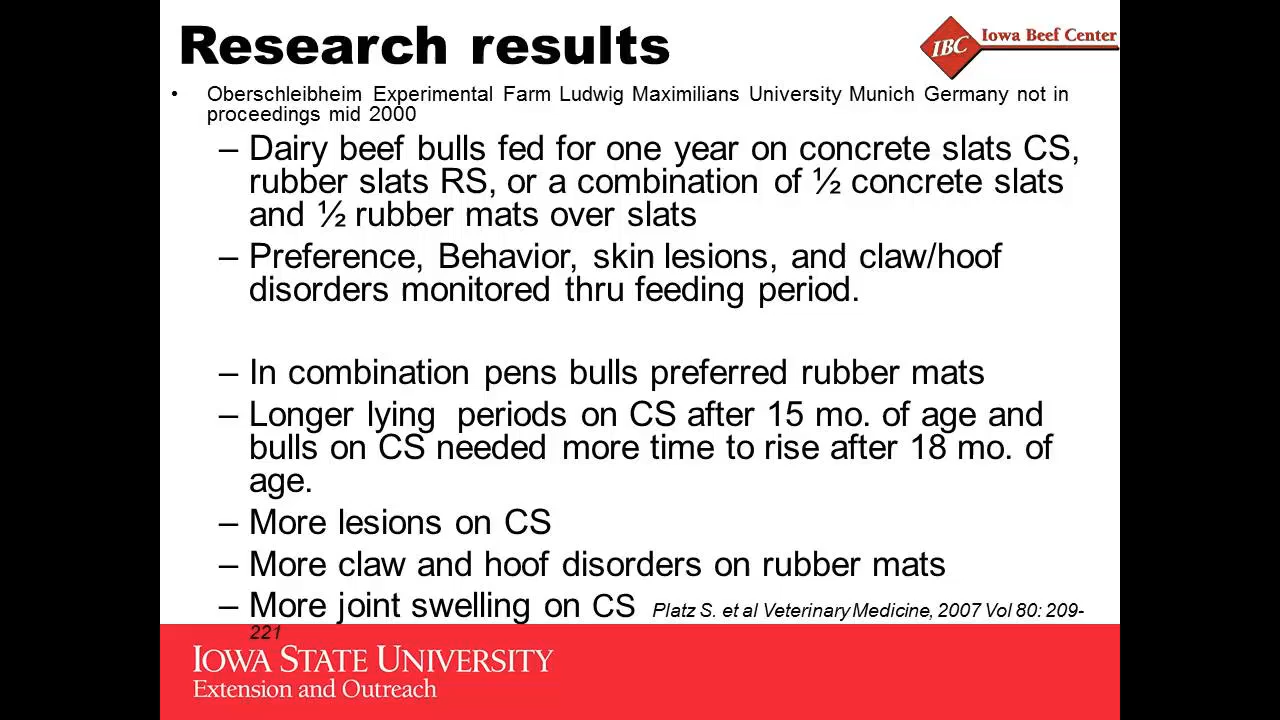 Research results
IBC Iowa Beef Center
• Oberschleibheim Experimental Farm Ludwig Maximilians University Munich Germany not in
proceedings mid 2000
– Dairy beef bulls fed for one year on concrete slats CS,
rubber slats RS, or a combination of ½ concrete slats
and ½ rubber mats over slats
– Preference, Behavior, skin lesions, and claw/hoof
disorders monitored thru feeding period.
– In combination pens bulls preferred rubber mats
– Longer lying periods on CS after 15 mo. of age and
bulls on CS needed more time to rise after 18 mo. of
age.
– More lesions on CS
– More claw and hoof disorders on rubber mats
– More joint swelling on CS Platz S. et al Veterinary Medicine, 2007 Vol 80: 209-
221
IOWA STATE UNIVERSITY
Extension and Outreach